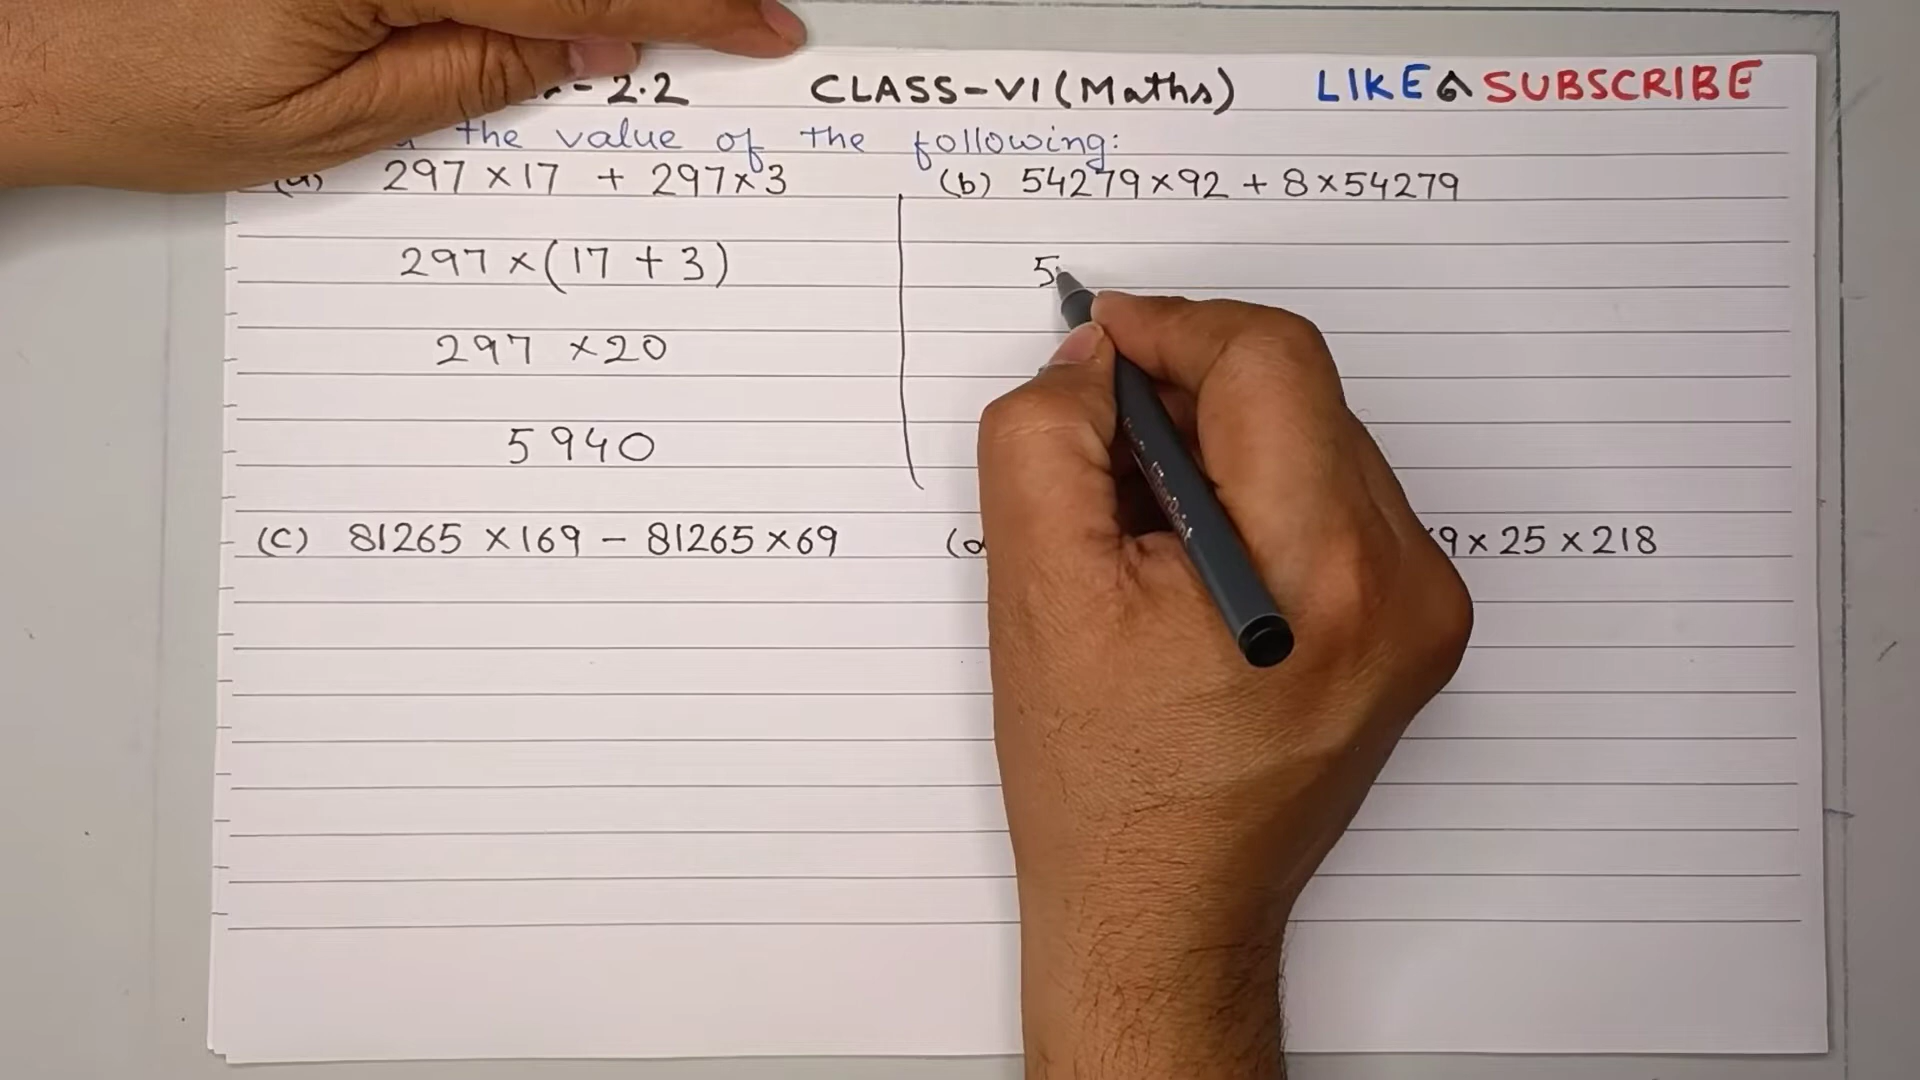 - 2.2 CLASS-VI (Maths) LIKE & SUBSCRIBE
the value of the following:
(a) 297 × 17 + 297 × 3 (b) 54279 × 92 + 8 × 54279
297 × (17 + 3) 5
297 × 20
5940
(c) 81265 × 169 - 81265 × 69 9 × 25 × 218